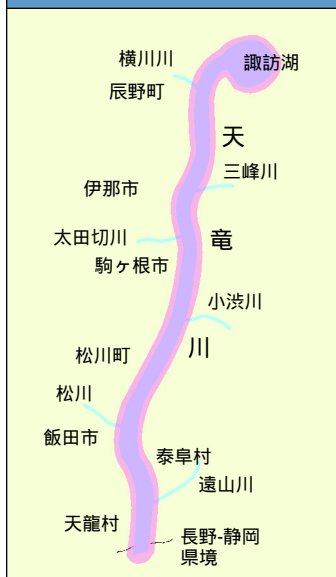 横川川
諏訪湖
辰野町
天
三峰川
伊那市
太田切川
竜
駒ヶ根市
小渋川
川
松川町
松川
飯田市
泰阜村
遠山川
天龍村
長野-静岡
県境